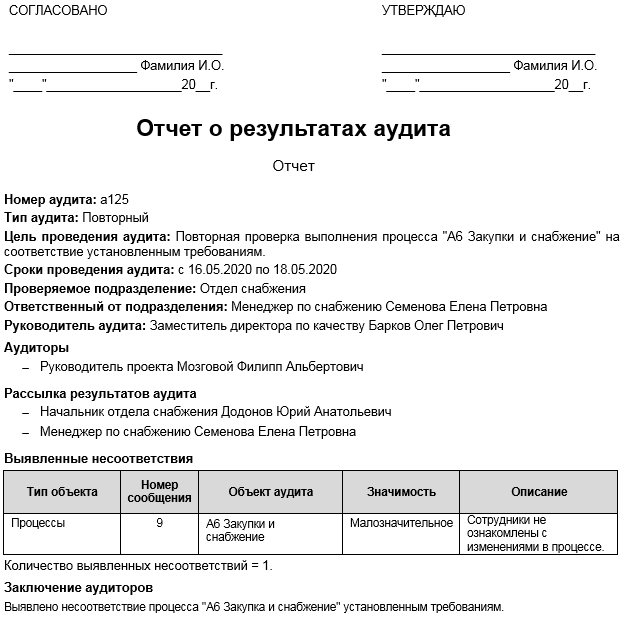 СОГЛАСОВАНО УТВЕРЖДАЮ
_____________________________ _____________________________
__________________ Фамилия И.О. __________________ Фамилия И.О.
"____"___________________20__г. "____"___________________20__г.
Отчет о результатах аудита
Отчет
Номер аудита: а125
Тип аудита: Повторный
Цель проведения аудита: Повторная проверка выполнения процесса "А6 Закупки и снабжение" на
соответствие установленным требованиям.
Сроки проведения аудита: с 16.05.2020 по 18.05.2020
Проверяемое подразделение: Отдел снабжения
Ответственный от подразделения: Менеджер по снабжению Семенова Елена Петровна
Руководитель аудита: Заместитель директора по качеству Барков Олег Петрович
Аудиторы
– Руководитель проекта Мозговой Филипп Альбертович
Рассылка результатов аудита
– Начальник отдела снабжения Додонов Юрий Анатольевич
– Менеджер по снабжению Семенова Елена Петровна
Выявленные несоответствия
Тип объекта
Номер
сообщения
Объект аудита
Значимость
Описание
Процессы
9
А6 Закупки и
снабжение
Малозначительное
Сотрудники не
ознакомлены с
изменениями в процессе.
Количество выявленных несоответствий = 1.
Заключение аудиторов
Выявлено несоответствие процесса "А6 Закупка и снабжение" установленным требованиям.